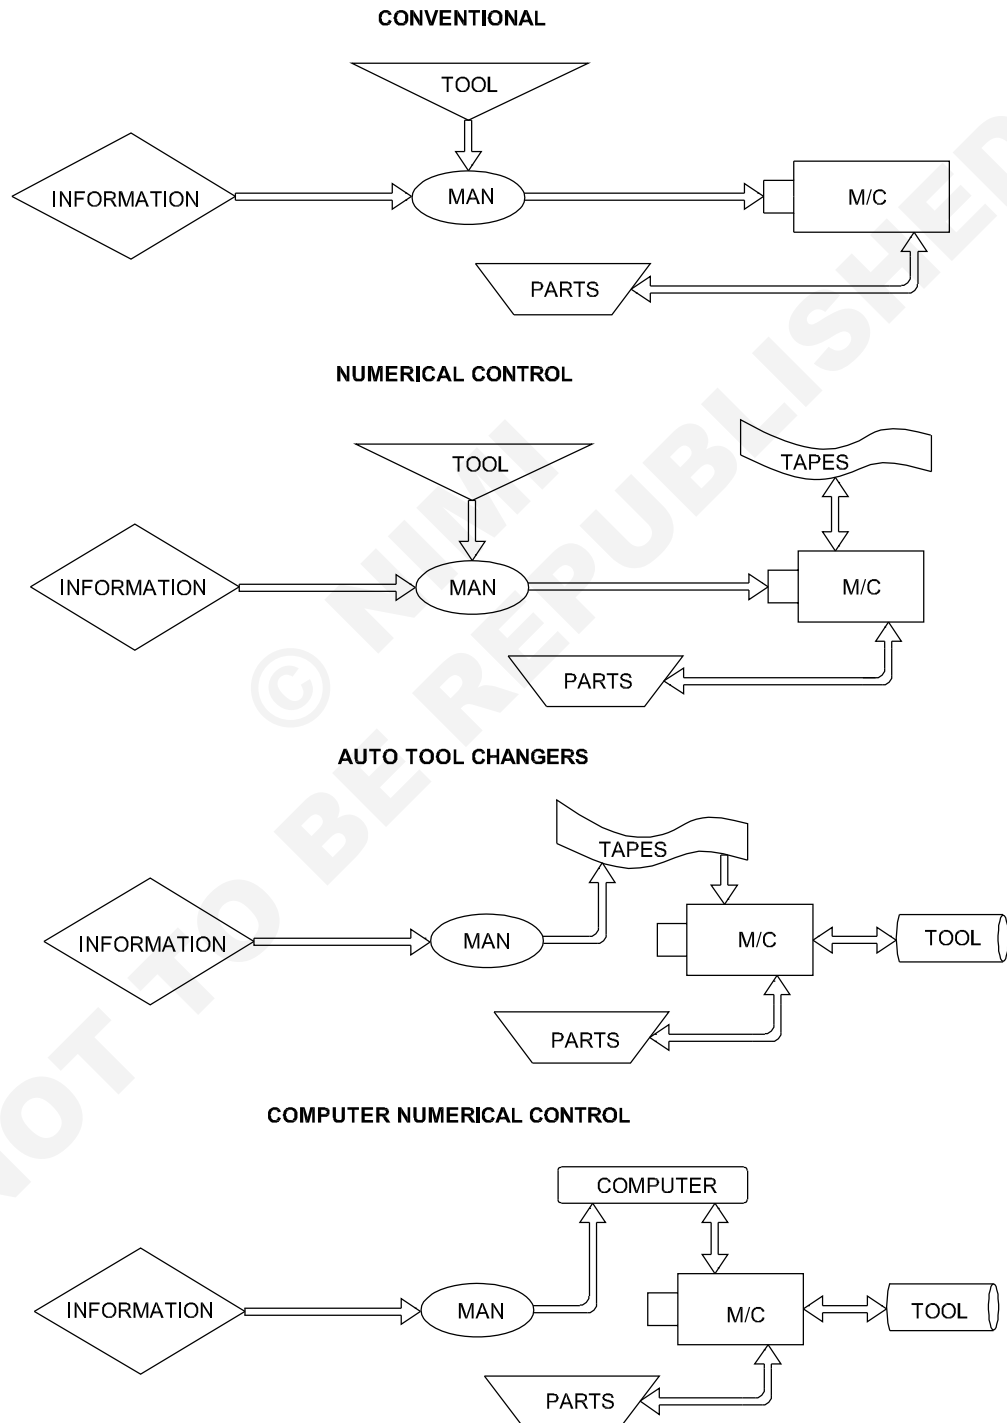 CONVENTIONAL
TOOL
INFORMATION
MAN
M/C
PARTS
NUMERICAL CONTROL
TAPES
TOOL
INFORMATION
MAN
M/C
PARTS
AUTO TOOL CHANGERS
TAPES
INFORMATION
MAN
M/C
TOOL
PARTS
COMPUTER NUMERICAL CONTROL
COMPUTER
INFORMATION
MAN
M/C
TOOL
PARTS
© NIMI
NOT TO BE REPUBLISHED